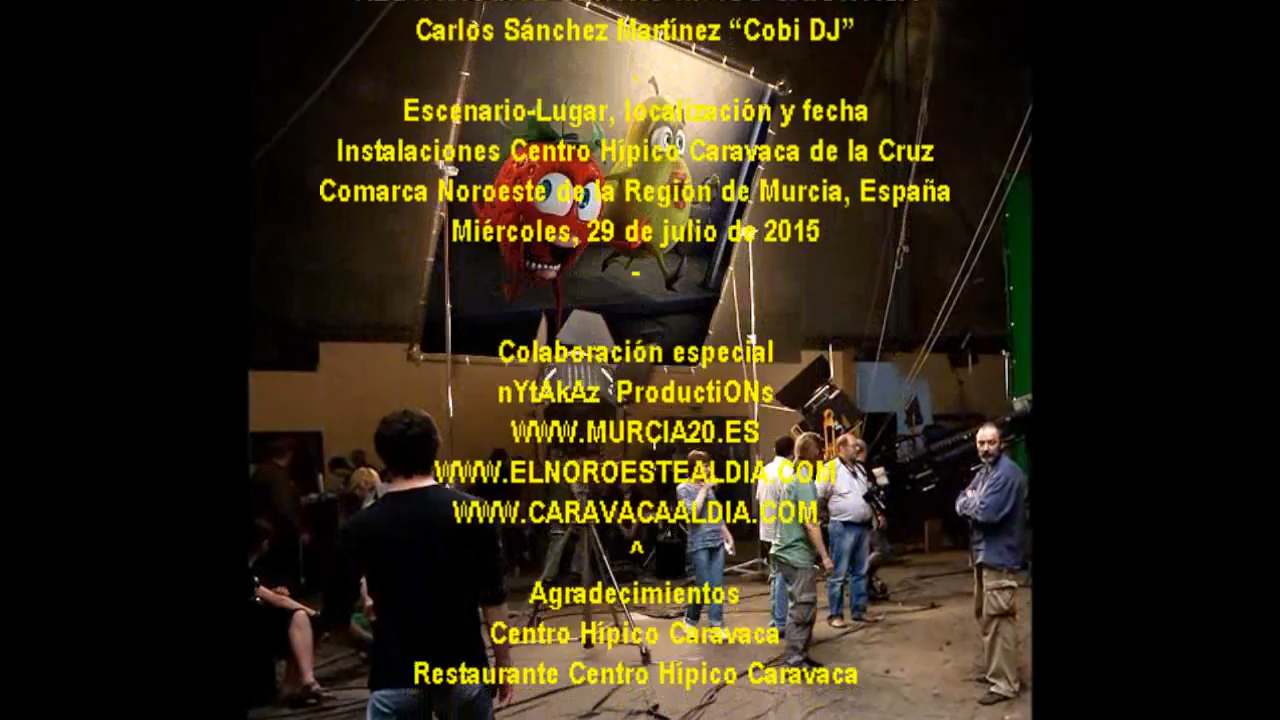 Carlos Sánchez Martínez “Cobi DJ”
-
Escenario-Lugar, localización y fecha
Instalaciones Centro Hípico Caravaca de la Cruz
Comarca Noroeste de la Región de Murcia, España
Miércoles, 29 de julio de 2015
-
Colaboración especial
nYtAkAz ProductiONs
WWW.MURCIA20.ES
WWW.ELNOROESTEALDIA.COM
WWW.CARAVACAALDIA.COM
^
Agradecimientos
Centro Hípico Caravaca
Restaurante Centro Hípico Caravaca